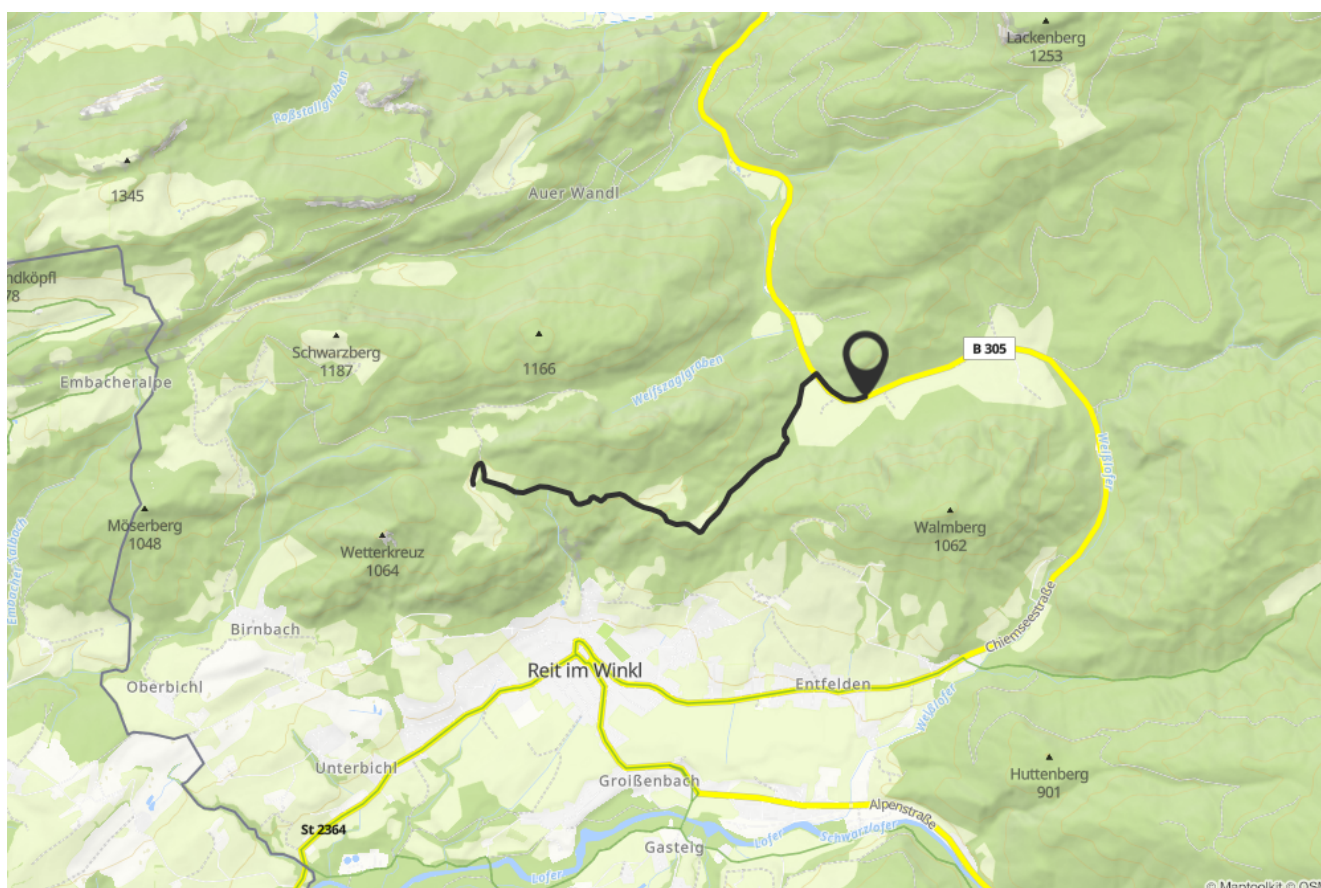 Lackenberg
1253
Roßstallgraben
1345
Auer Wandl
ndköpfl
78
Schwarzberg
1187
1166
B 305
Embacheralpe
Weißlofer
Möserberg
1048
Wetterkreuz
1064
Walmberg
1062
Birnbach
Chiemseestraße
Reit im Winkl
Oberbichl
Entfelden
Weißlofer
Unterbichl
Groißenbach
Huttenberg
901
St 2364
Alpenstraße
Lofer
Schwarzlofer
Gasteig
Lofer
© Maptoolkit © OSM